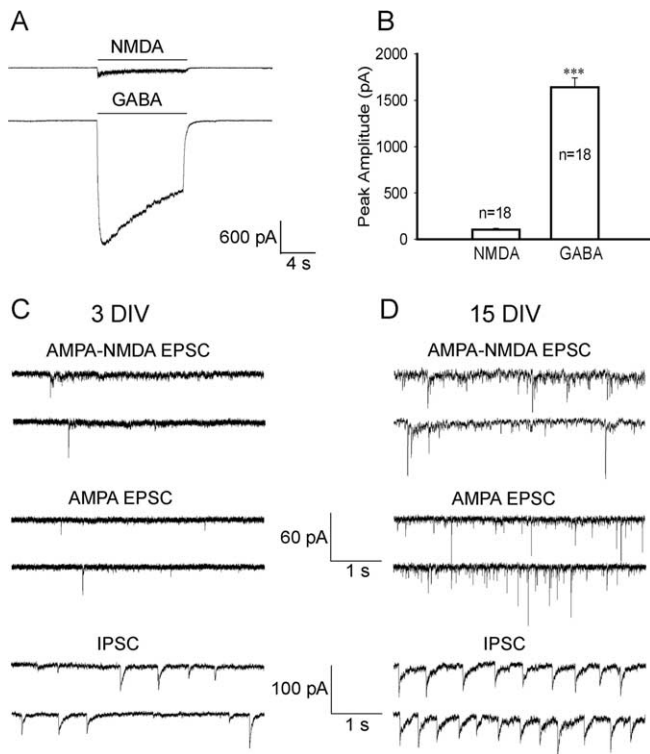 A
NMDA
GABA
600 pA
4 s
B
Peak Amplitude (pA)
2000
1500
1000
500
0
***
n=18
n=18
NMDA
GABA
C
3 DIV
AMPA-NMDA EPSC
AMPA EPSC
IPSC
60 pA
1 s
100 pA
1 s
D
15 DIV
AMPA-NMDA EPSC
AMPA EPSC
IPSC